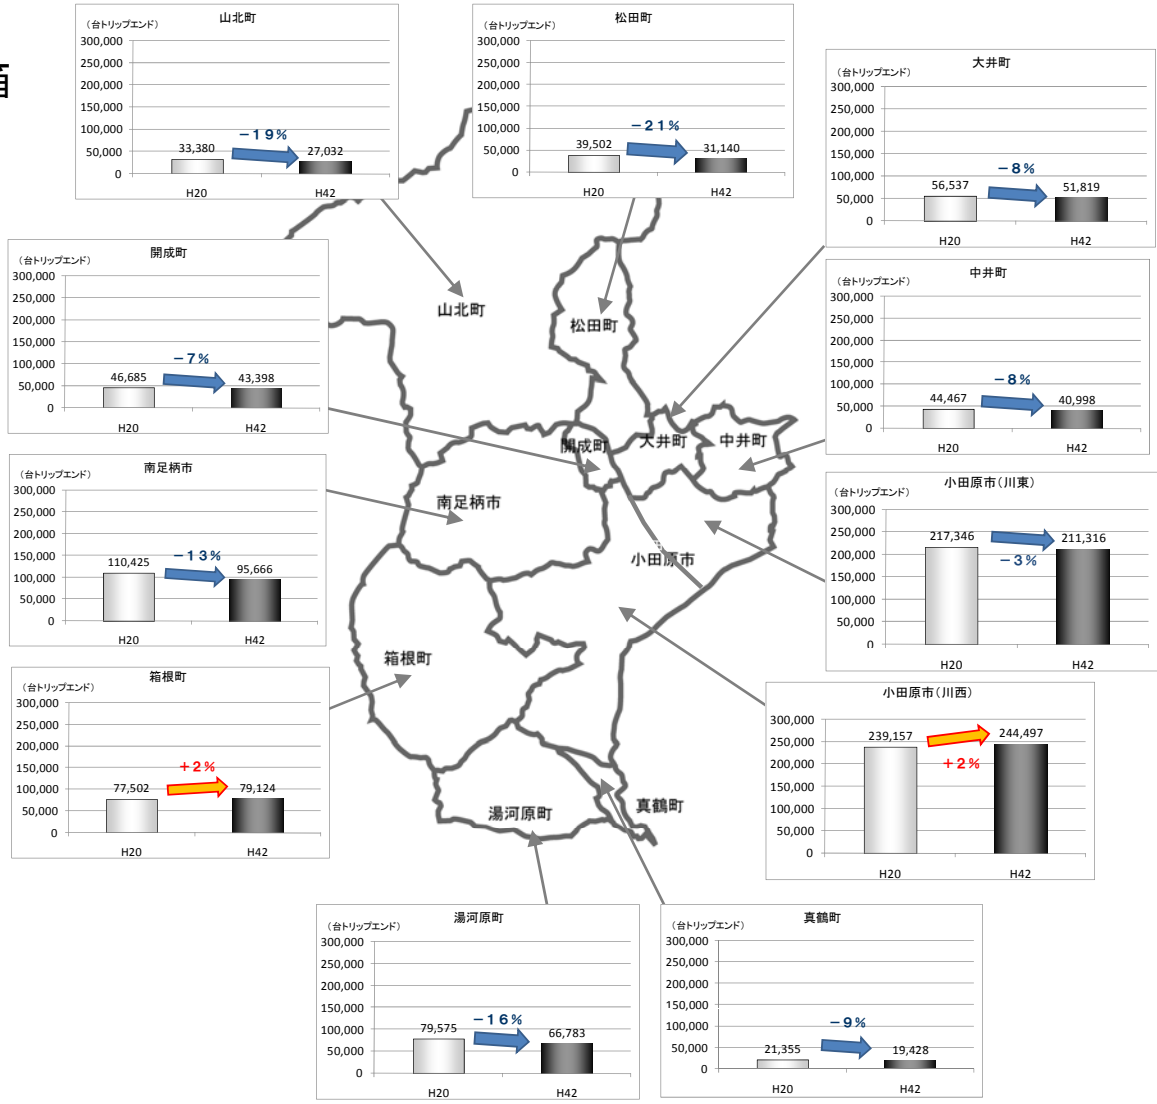 箱
山北町
(台トリップエンド)
300,000
250,000
200,000
150,000
100,000
50,000
0
33,380
-19%
27,032
H20
H42
松田町
(台トリップエンド)
300,000
250,000
200,000
150,000
100,000
50,000
0
39,502
-21%
31,140
H20
H42
大井町
(台トリップエンド)
300,000
250,000
200,000
150,000
100,000
50,000
0
56,537
-8%
51,819
H20
H42
開成町
(台トリップエンド)
300,000
250,000
200,000
150,000
100,000
50,000
0
46,685
-7%
43,398
H20
H42
中井町
(台トリップエンド)
300,000
250,000
200,000
150,000
100,000
50,000
0
44,467
-8%
40,998
H20
H42
山北町
松田町
開成町
大井町
中井町
南足柄市
小田原市
箱根町
湯河原町
真鶴町
南足柄市
(台トリップエンド)
300,000
250,000
200,000
150,000
100,000
50,000
0
110,425
-13%
95,666
H20
H42
小田原市(川東)
(台トリップエンド)
300,000
250,000
200,000
150,000
100,000
50,000
0
217,346
-3%
211,316
H20
H42
箱根町
(台トリップエンド)
300,000
250,000
200,000
150,000
100,000
50,000
0
77,502
+2%
79,124
H20
H42
小田原市(川西)
300,000
250,000
200,000
150,000
100,000
50,000
0
239,157
+2%
244,497
H20
H42
湯河原町
(台トリップエンド)
300,000
250,000
200,000
150,000
100,000
50,000
0
79,575
-16%
66,783
H20
H42
真鶴町
(台トリップエンド)
300,000
250,000
200,000
150,000
100,000
50,000
0
21,355
-9%
19,428
H20
H42